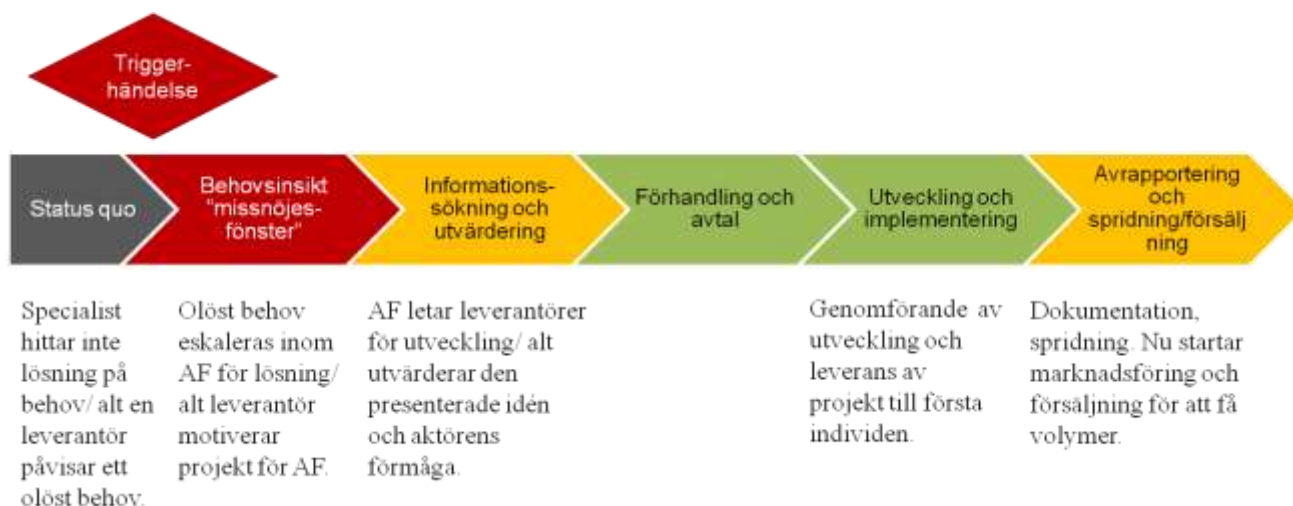 Trigger-
händelse
Status quo
Behovsinsikt
"missnöjes-
fönster"
Informations-
sökning och
utvärdering
Förhandling och
avtal
Utveckling och
implementering
Avrapportering
och
spridning/försälj
ning
Specialist
hittar inte
lösning på
behov/ alt en
leverantör
påvisar ett
olöst behov.
Olöst behov
eskaleras inom
AF för lösning/
alt leverantör
motiverar
projekt för AF.
AF letar leverantörer
för utveckling/ alt
utvärderar den
presenterade idén
och aktörens
förmåga.
Genomförande av
utveckling och
leverans av
projekt till första
individen.
Dokumentation,
spridning. Nu startar
marknadsföring och
försäljning för att få
volymer.